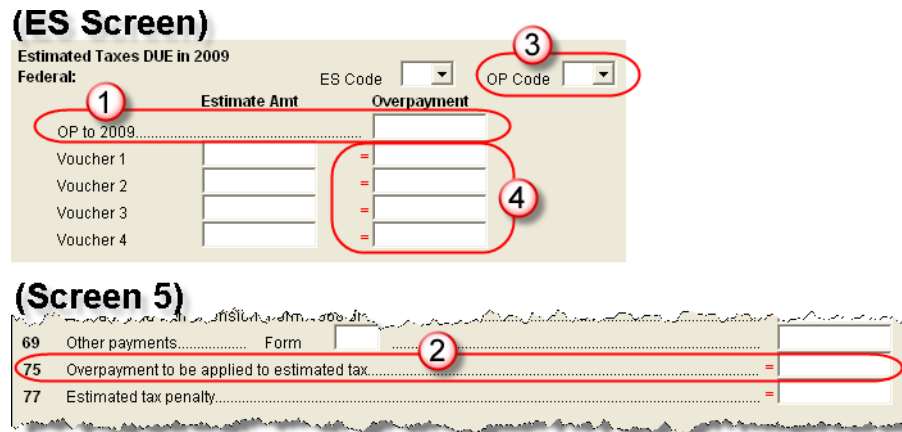 (ES Screen)
Estimated Taxes DUE in 2009
Federal: ES Code OP Code 3
1 Estimate Amt Overpayment
OP to 2009
Voucher 1 =
Voucher 2 =
Voucher 3 =
Voucher 4 =
4
(Screen 5)
69 Other payments............. Form
2
75 Overpayment to be applied to estimated tax =
77 Estimated tax penalty =